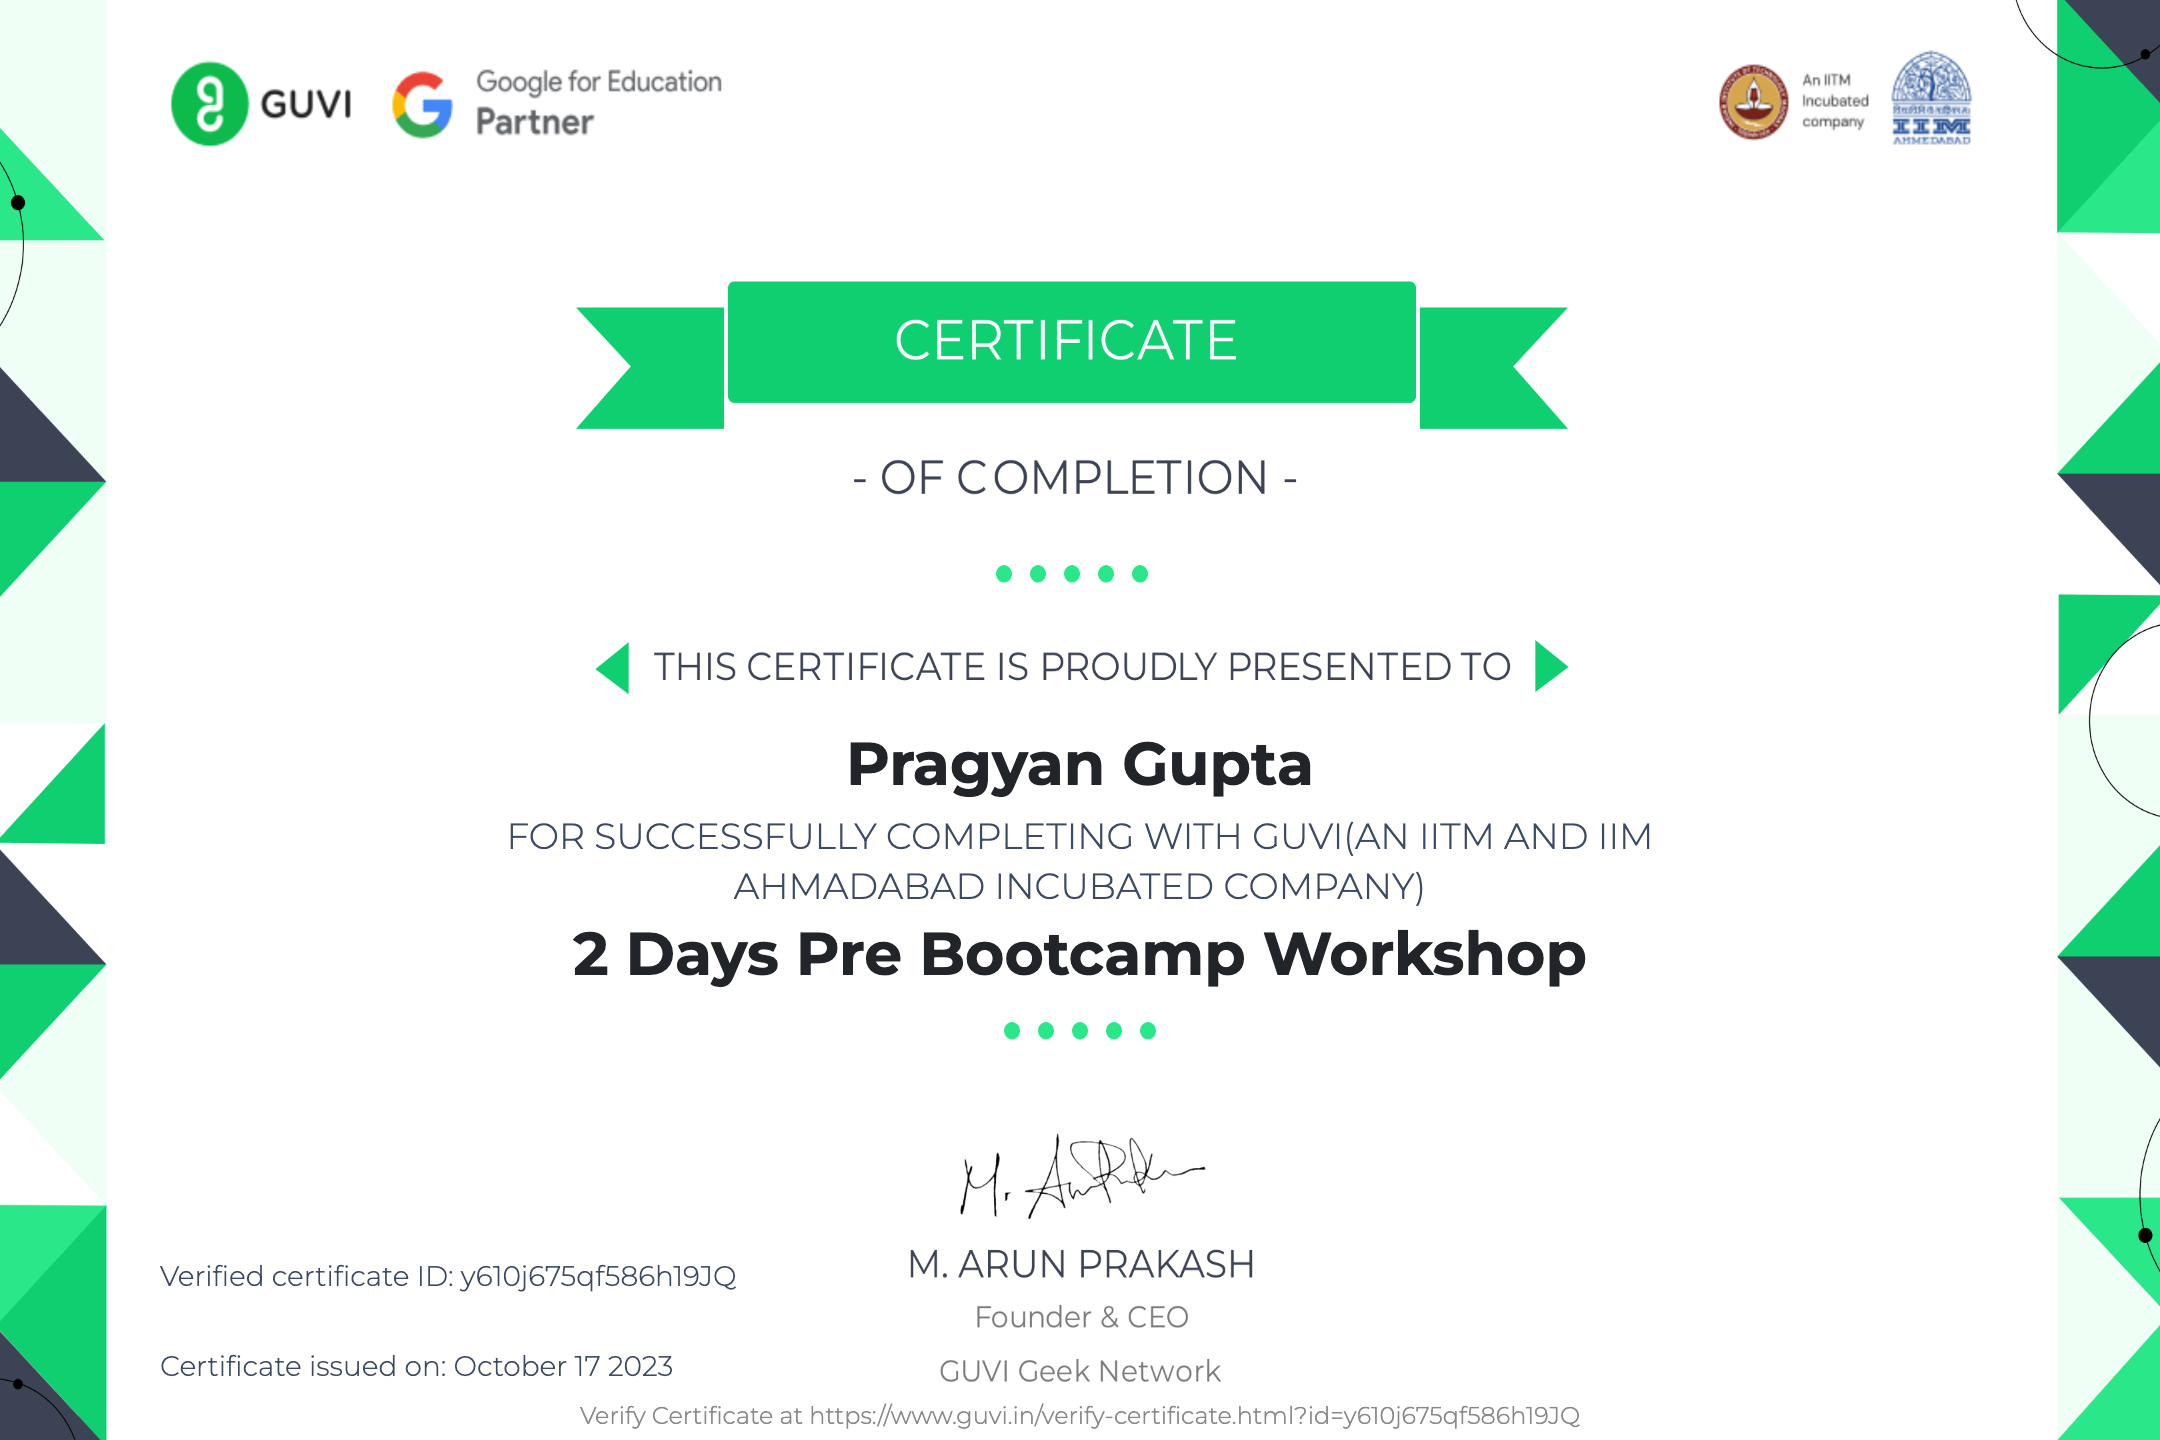 GUVI
Google for Education
Partner
An IITM
Incubated
company
IIM
AHMEDABAD
CERTIFICATE
- OF COMPLETION -
THIS CERTIFICATE IS PROUDLY PRESENTED TO
Pragyan Gupta
FOR SUCCESSFULLY COMPLETING WITH GUVI(AN IITM AND IIM
AHMADABAD INCUBATED COMPANY)
2 Days Pre Bootcamp Workshop
M. ARUN PRAKASH
Founder & CEO
GUVI Geek Network
Verified certificate ID: y610j675qf586h19JQ
Certificate issued on: October 17 2023
Verify Certificate at https://www.guvi.in/verify-certificate.html?id=y610j675qf586h19JQ